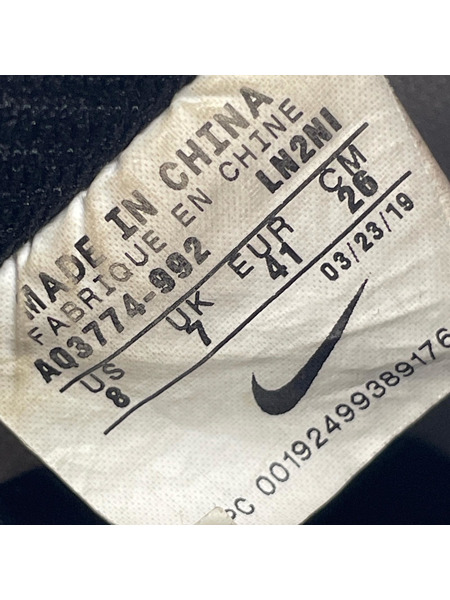 MADE IN CHINA
FABRIQUE EN CHINE
AQ3774-992 LN2NI
US UK EUR CM
8 7 41 26
03/23/19
PC 00192499389176